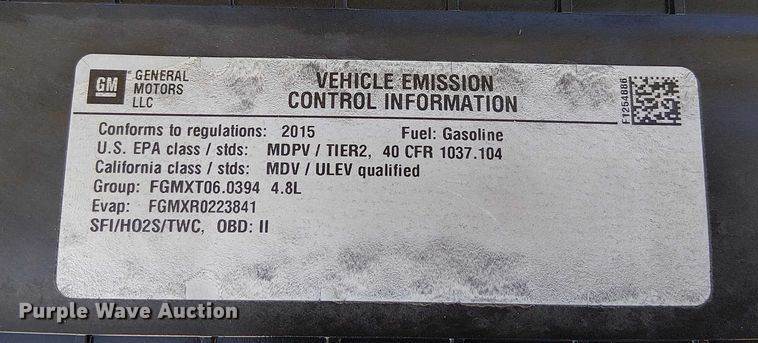 GM GENERAL
MOTORS
LLC
VEHICLE EMISSION
CONTROL INFORMATION
F1254886
Conforms to regulations: 2015 Fuel: Gasoline
U.S. EPA class / stds: MDPV / TIER2, 40 CFR 1037.104
California class / stds: MDV / ULEV qualified
Group: FGMXT06.0394 4.8L
Evap: FGMXR0223841
SFI/HO2S/TWC, OBD: II
Purple Wave Auction